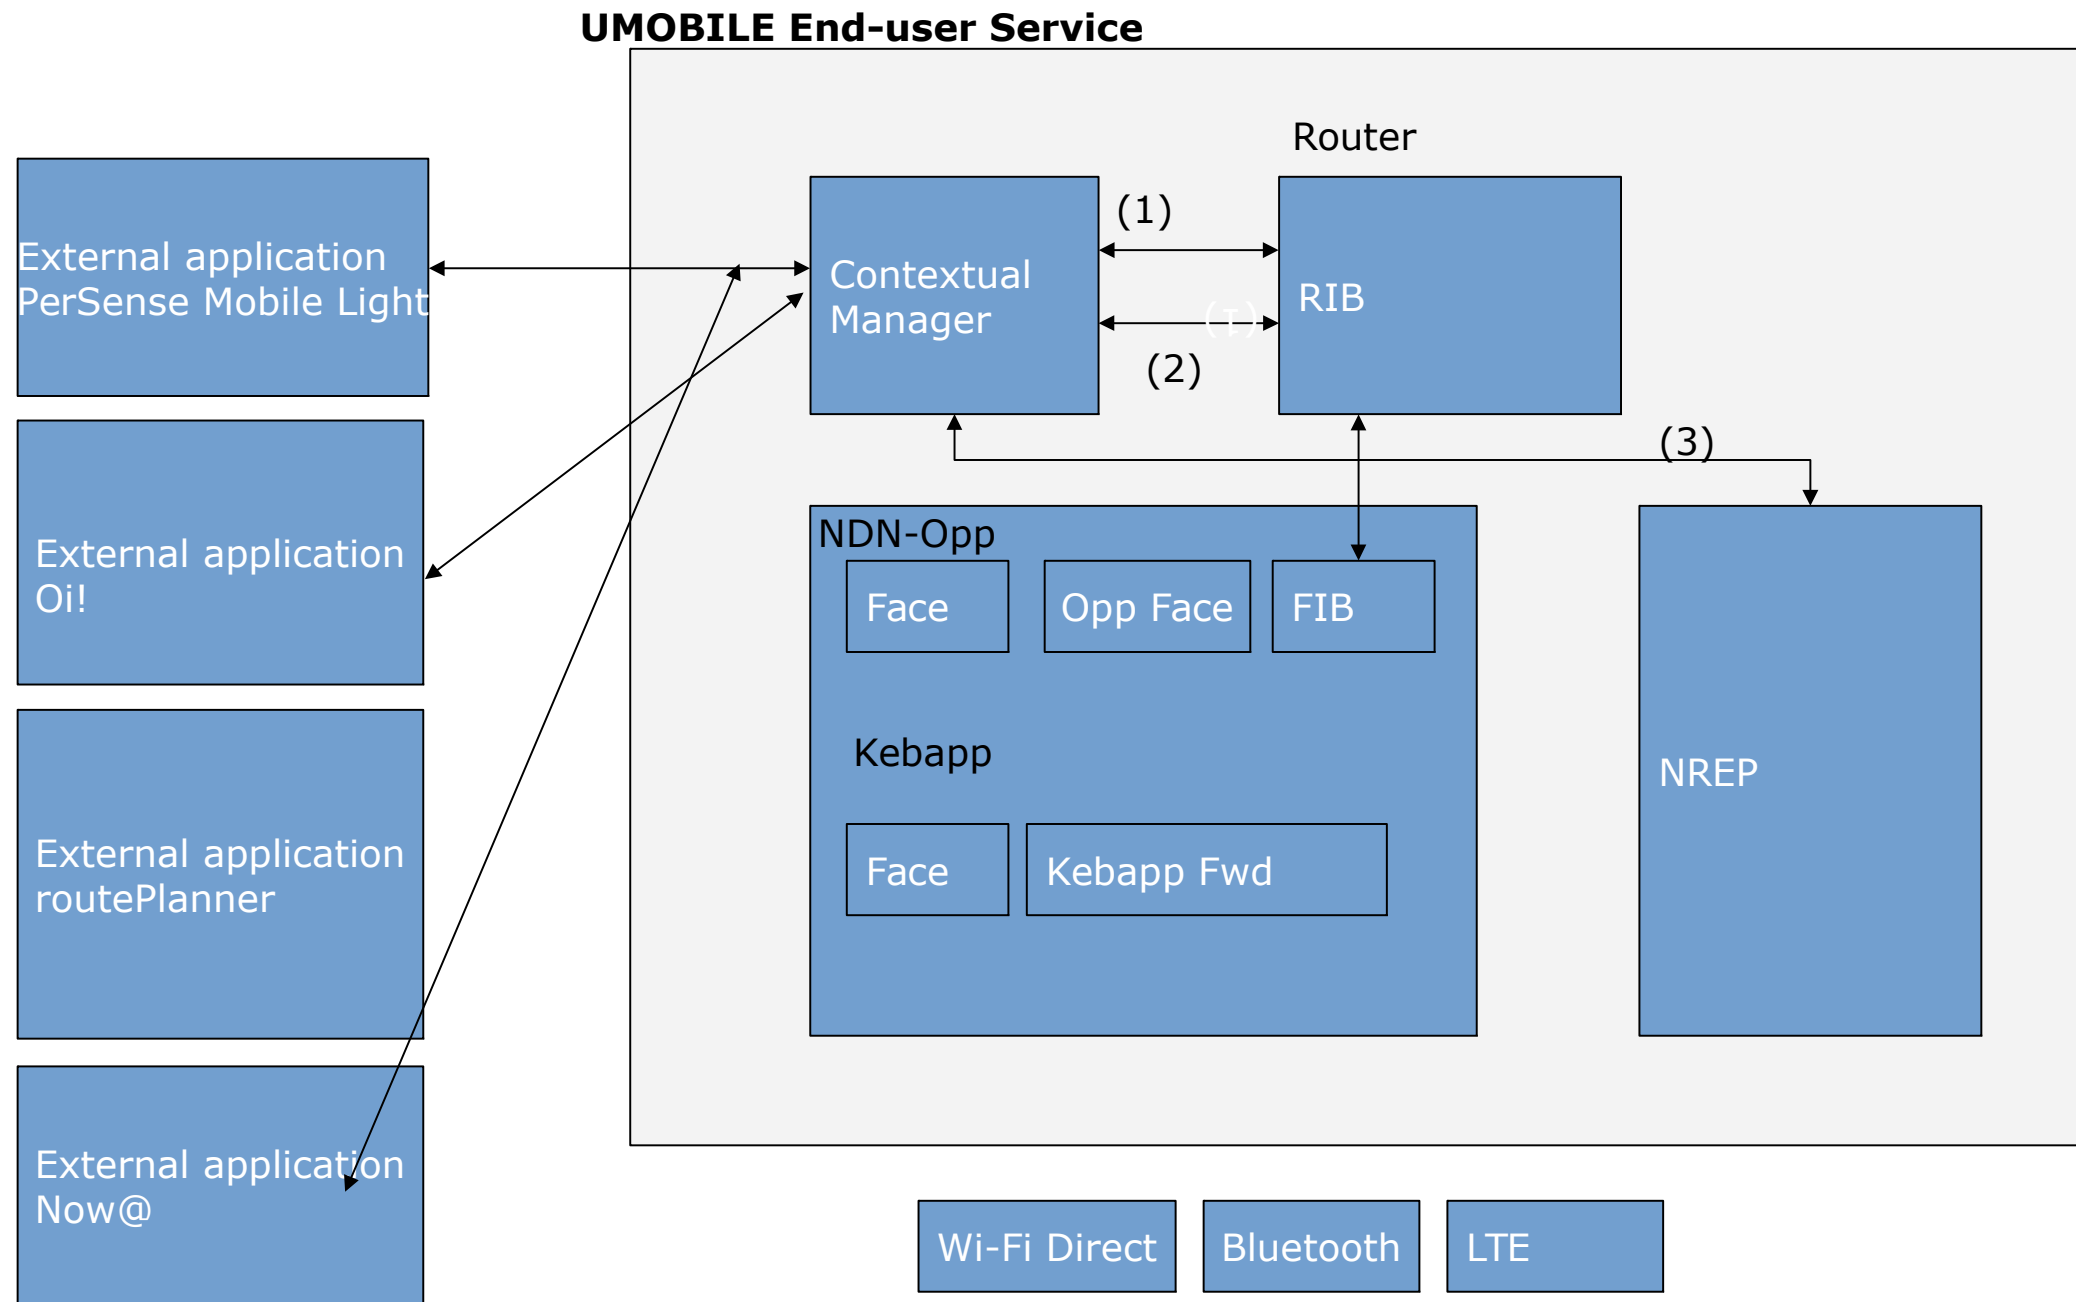 UMOBILE End-user Service
Router
External application
PerSense Mobile Light
Contextual
Manager
(1)
RIB
(1)
(2)
(3)
External application
Oi!
NDN-Opp
Face
Opp Face
FIB
Kebapp
NREP
External application
routePlanner
Face
Kebapp Fwd
External application
Now@
Wi-Fi Direct
Bluetooth
LTE